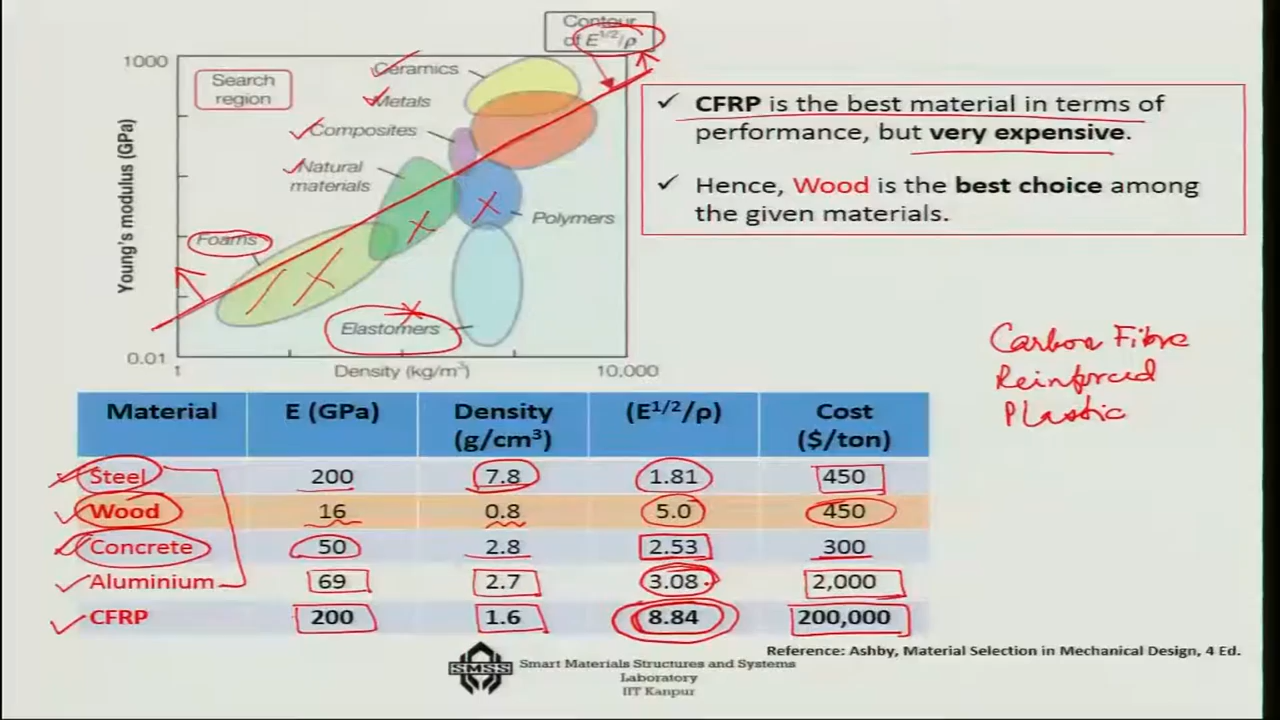 Contour
of E^1/2/ρ
1000
Search
region
Ceramics
Metals
Composites
Natural
materials
Foams
Polymers
Elastomers
Young's modulus (GPa)
0.01
1
Density (kg/m³)
10,000
✓ CFRP is the best material in terms of
performance, but very expensive.
✓ Hence, Wood is the best choice among
the given materials.
Carbon Fibre
Reinforced
Plastic
Material E (GPa) Density (g/cm³) (E^1/2/ρ) Cost ($/ton)
Steel 200 7.8 1.81 450
Wood 16 0.8 5.0 450
Concrete 50 2.8 2.53 300
Aluminium 69 2.7 3.08 2,000
CFRP 200 1.6 8.84 200,000
Reference: Ashby, Material Selection in Mechanical Design, 4 Ed.
SMSS
Smart Materials Structures and Systems
Laboratory
IIT Kanpur